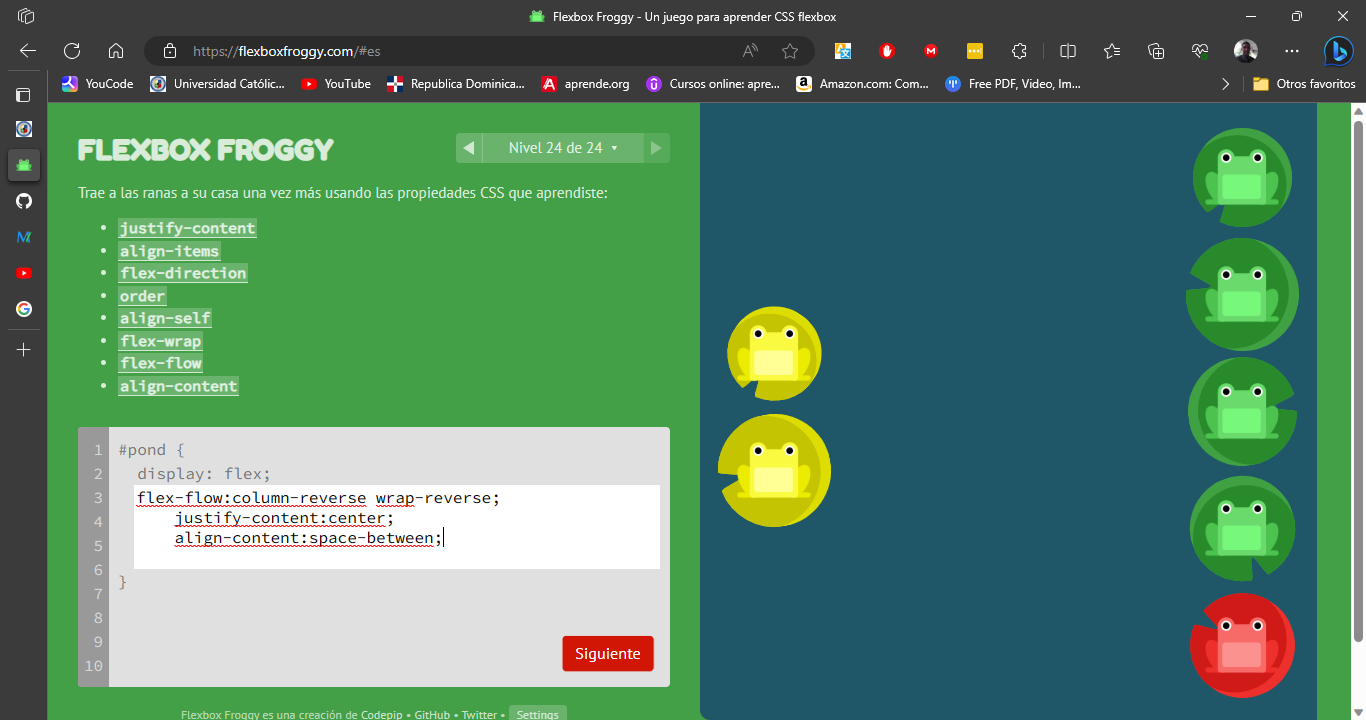 Flexbox Froggy - Un juego para aprender CSS flexbox
https://flexboxfroggy.com/#es
YouCode
Universidad Católic...
YouTube
Republica Dominica...
aprende.org
Cursos online: apre...
Amazon.com: Com...
Free PDF, Video, Im...
Otros favoritos
FLEXBOX FROGGY
Nivel 24 de 24
Trae a las ranas a su casa una vez más usando las propiedades CSS que aprendiste:
• justify-content
• align-items
• flex-direction
• order
• align-self
• flex-wrap
• flex-flow
• align-content
1 #pond {
2 display: flex;
3 flex-flow:column-reverse wrap-reverse;
4 justify-content:center;
5 align-content:space-between;
6
7 }
8
9
10
Siguiente
Flexbox Froggy es una creación de Codepip • GitHub • Twitter • Settings